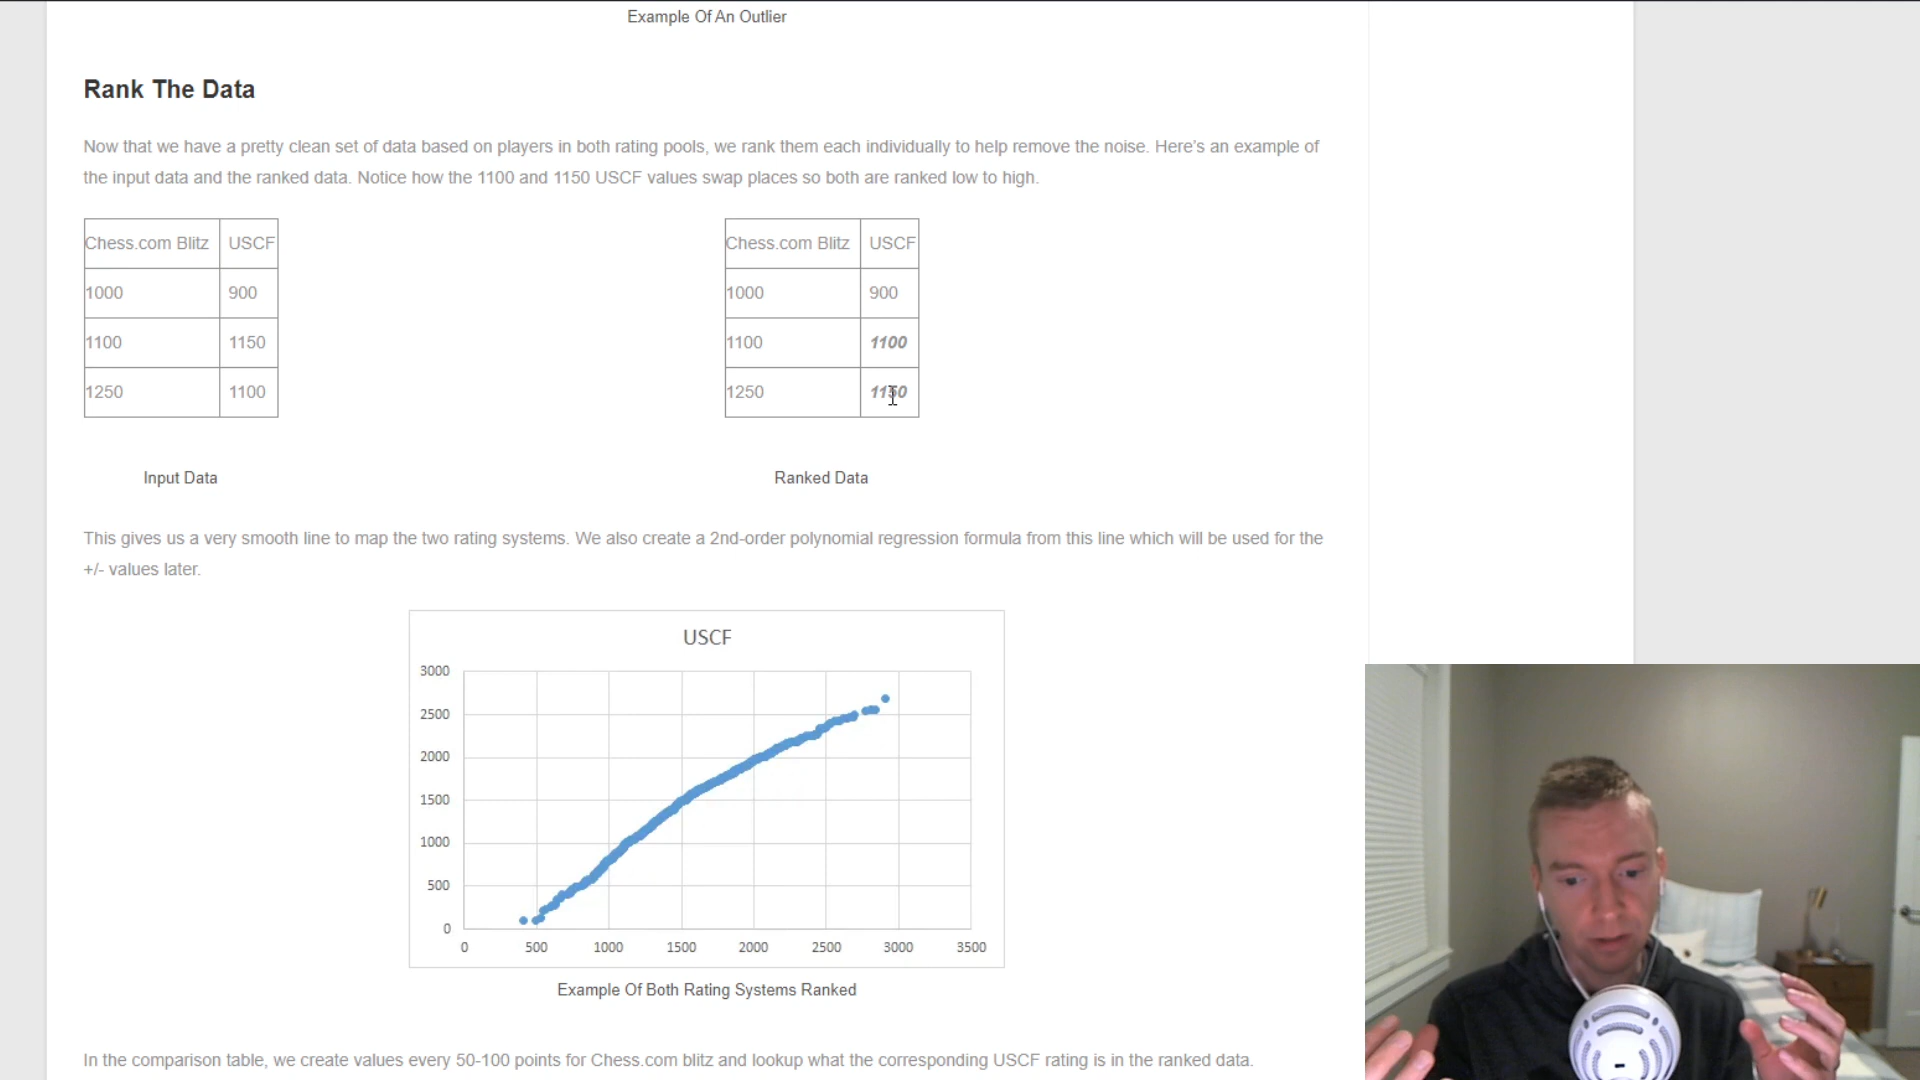 Example Of An Outlier
Rank The Data
Now that we have a pretty clean set of data based on players in both rating pools, we rank them each individually to help remove the noise. Here's an example of
the input data and the ranked data. Notice how the 1100 and 1150 USCF values swap places so both are ranked low to high.
Chess.com Blitz USCF
1000 900
1100 1150
1250 1100
Input Data
Chess.com Blitz USCF
1000 900
1100 1100
1250 1150
Ranked Data
This gives us a very smooth line to map the two rating systems. We also create a 2nd-order polynomial regression formula from this line which will be used for the
+/- values later.
USCF
3000
2500
2000
1500
1000
500
0
0 500 1000 1500 2000 2500 3000 3500
Example Of Both Rating Systems Ranked
In the comparison table, we create values every 50-100 points for Chess.com blitz and lookup what the corresponding USCF rating is in the ranked data.